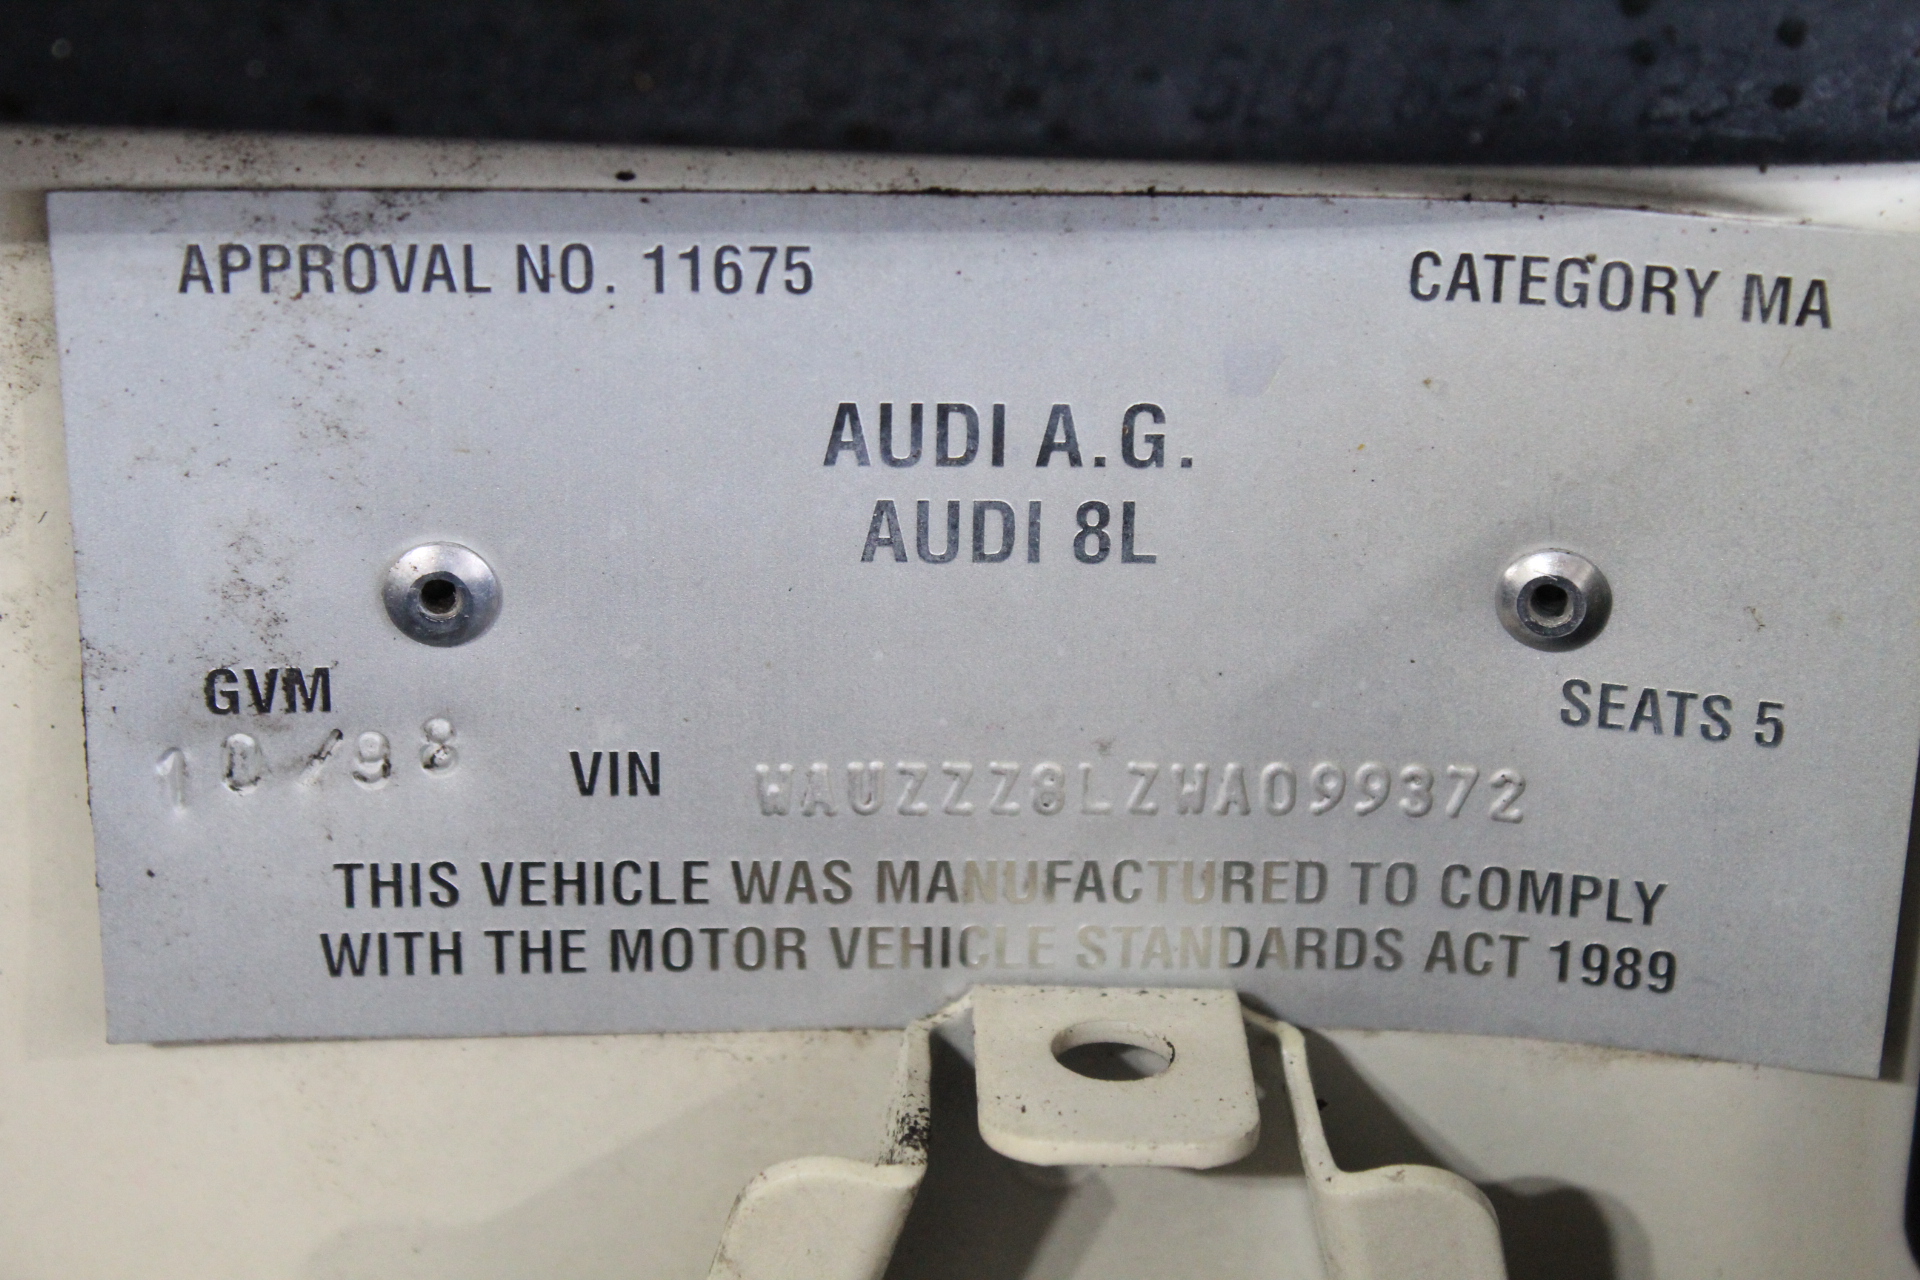 APPROVAL NO. 11675 CATEGORY MA
AUDI A.G.
AUDI 8L
GVM
SEATS 5
10/98
VIN WAUZZZ8LZWA099372
THIS VEHICLE WAS MANUFACTURED TO COMPLY
WITH THE MOTOR VEHICLE STANDARDS ACT 1989